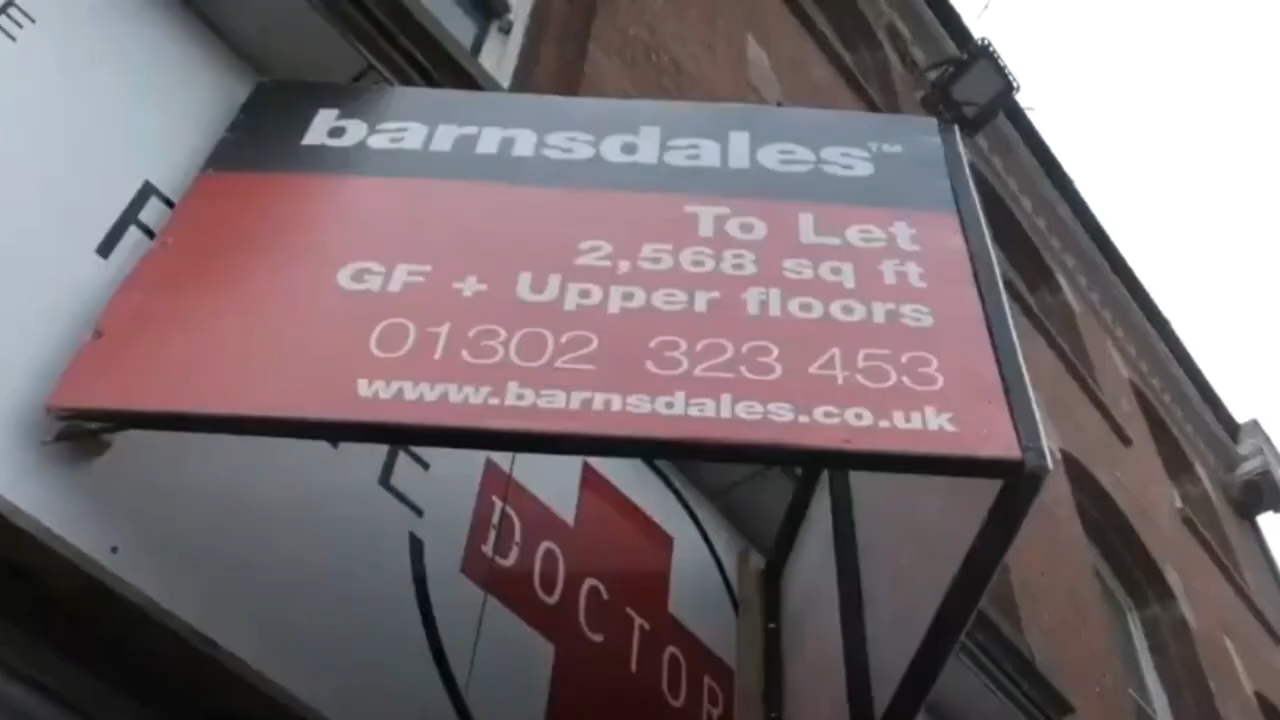 barnsdales™
To Let
2,568 sq ft
GF + Upper floors
01302 323 453
www.barnsdales.co.uk
DOCTOR